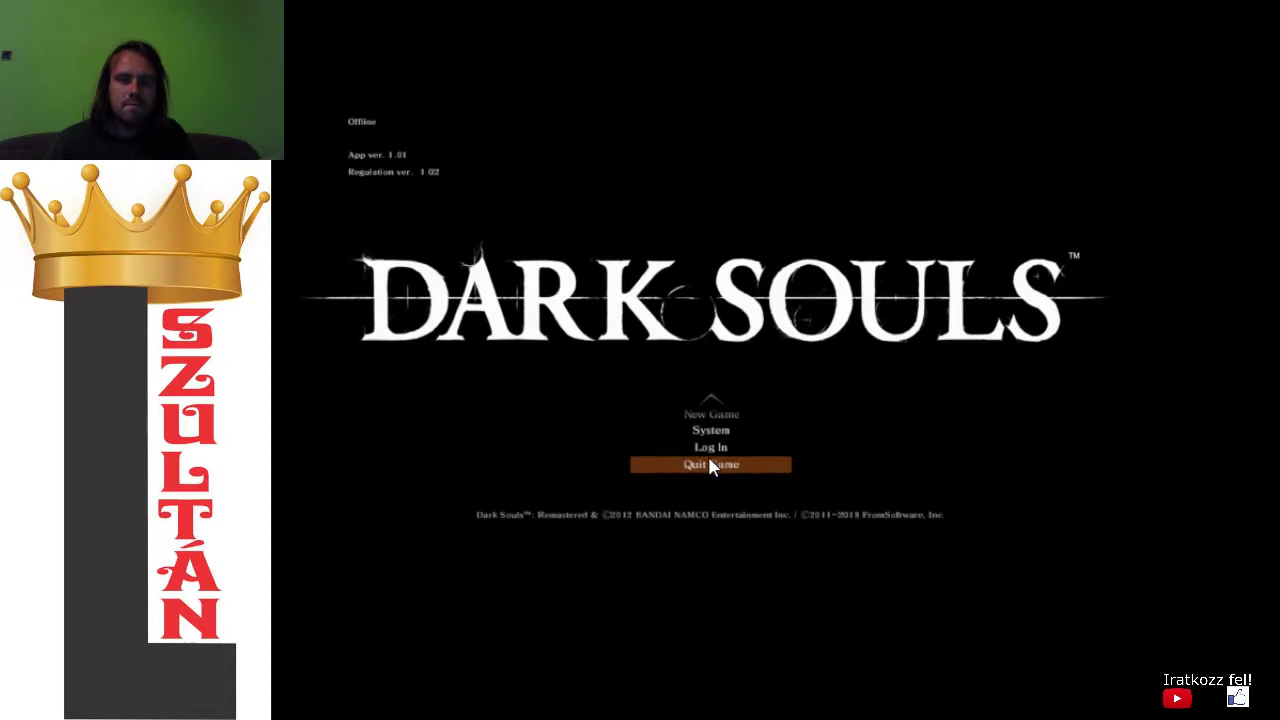 Offline
App ver. 1.01
Regulation ver. 1.02
DARK SOULS™
New Game
System
Log In
Quit Game
Dark Souls™: Remastered & ©2012 BANDAI NAMCO Entertainment Inc. / ©2011-2018 FromSoftware, Inc.
L
SZULTÁN
Iratkozz fel!